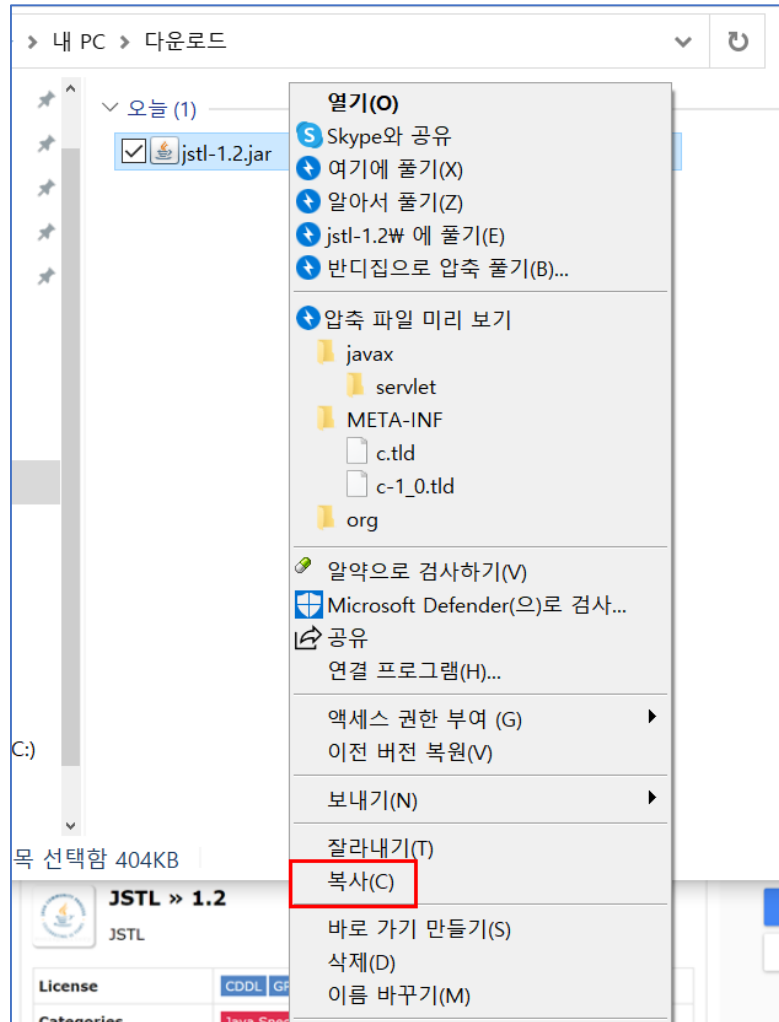 내 PC > 다운로드
오늘 (1)
jstl-1.2.jar
열기(O)
Skype와 공유
여기에 풀기(X)
알아서 풀기(Z)
jstl-1.2₩ 에 풀기(E)
반디집으로 압축 풀기(B)...
압축 파일 미리 보기
javax
servlet
META-INF
c.tld
c-1_0.tld
org
알약으로 검사하기(V)
Microsoft Defender(으)로 검사...
공유
연결 프로그램(H)...
액세스 권한 부여 (G)
이전 버전 복원(V)
C:)
보내기(N)
잘라내기(T)
목 선택함 404KB
복사(C)
JSTL » 1.2
JSTL
바로 가기 만들기(S)
삭제(D)
이름 바꾸기(M)
License
CDDL
Categories